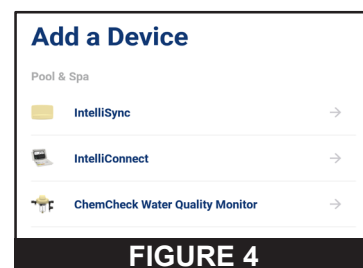 Add a Device
Pool & Spa
IntelliSync
IntelliConnect
ChemCheck Water Quality Monitor
FIGURE 4